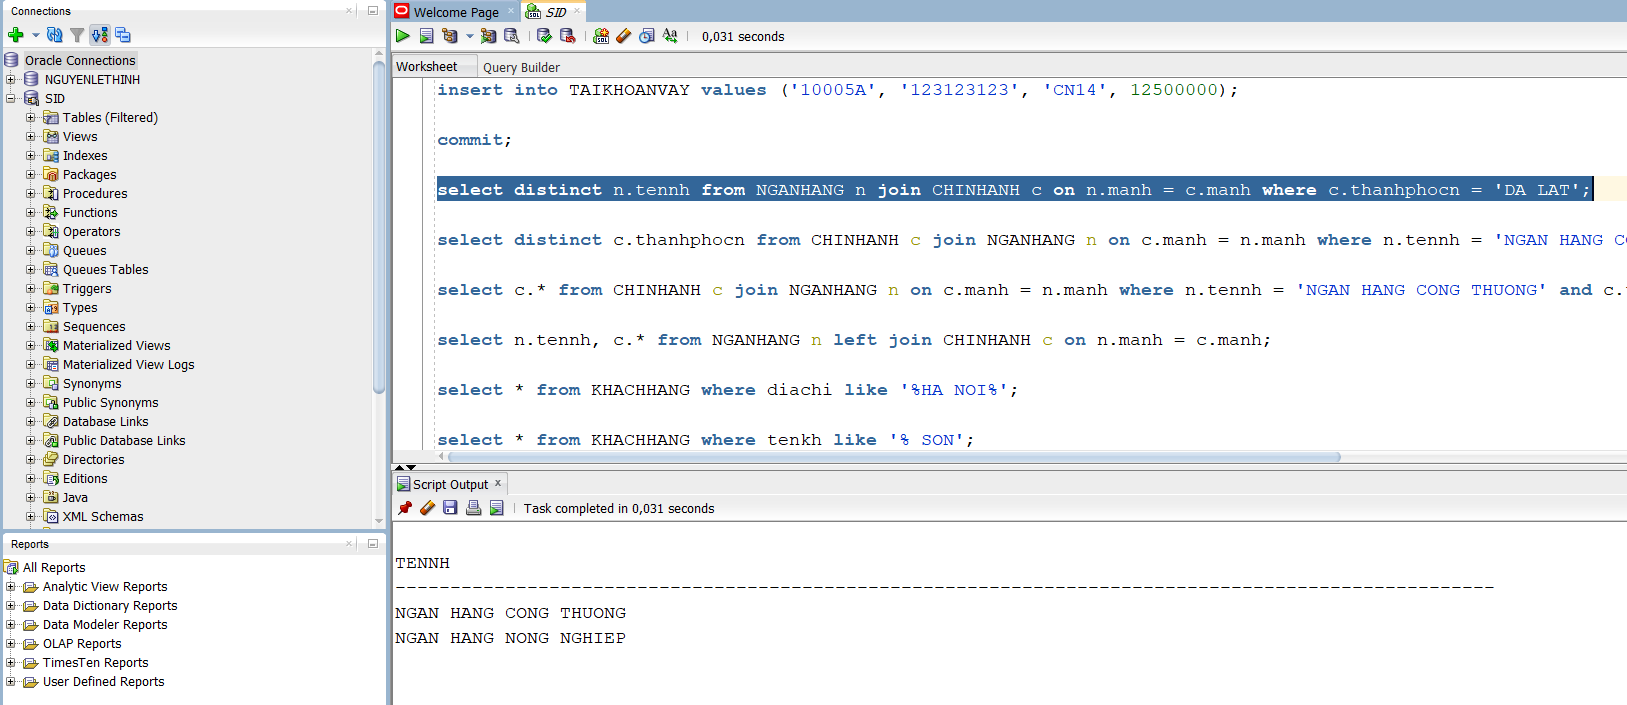 Connections
Oracle Connections
NGUYENLETHINH
SID
Tables (Filtered)
Views
Indexes
Packages
Procedures
Functions
Operators
Queues
Queues Tables
Triggers
Types
Sequences
Materialized Views
Materialized View Logs
Synonyms
Public Synonyms
Database Links
Public Database Links
Directories
Editions
Java
XML Schemas
Reports
All Reports
Analytic View Reports
Data Dictionary Reports
Data Modeler Reports
OLAP Reports
TimesTen Reports
User Defined Reports
Welcome Page
SID
0,031 seconds
Worksheet
Query Builder
insert into TAIKHOANVAY values ('10005A', '123123123', 'CN14', 12500000);
commit;
select distinct n.tennh from NGANHANG n join CHINHANH c on n.manh = c.manh where c.thanhphocn = 'DA LAT';
select distinct c.thanhphocn from CHINHANH c join NGANHANG n on c.manh = n.manh where n.tennh = 'NGAN HANG
select c.* from CHINHANH c join NGANHANG n on c.manh = n.manh where n.tennh = 'NGAN HANG CONG THUONG' and c.
select n.tennh, c.* from NGANHANG n left join CHINHANH c on n.manh = c.manh;
select * from KHACHHANG where diachi like '%HA NOI%';
select * from KHACHHANG where tenkh like '% SON';
Script Output
Task completed in 0,031 seconds
TENNH
----------------------------------------------------------------------------------------------------
NGAN HANG CONG THUONG
NGAN HANG NONG NGHIEP